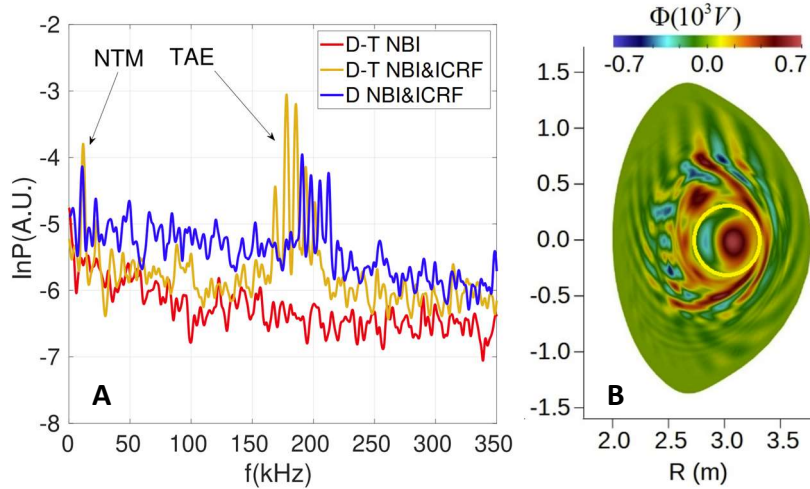 -2
-3
-4
-5
-6
-7
-8
lnP(A.U.)
NTM
TAE
D-T NBI
D-T NBI&ICRF
D NBI&ICRF
A
0 50 100 150 200 250 300 350
f(kHz)
Φ(10³V)
-0.7 0.0 0.7
1.5
1.0
0.5
0.0
-0.5
-1.0
-1.5
B
2.0 2.5 3.0 3.5
R (m)